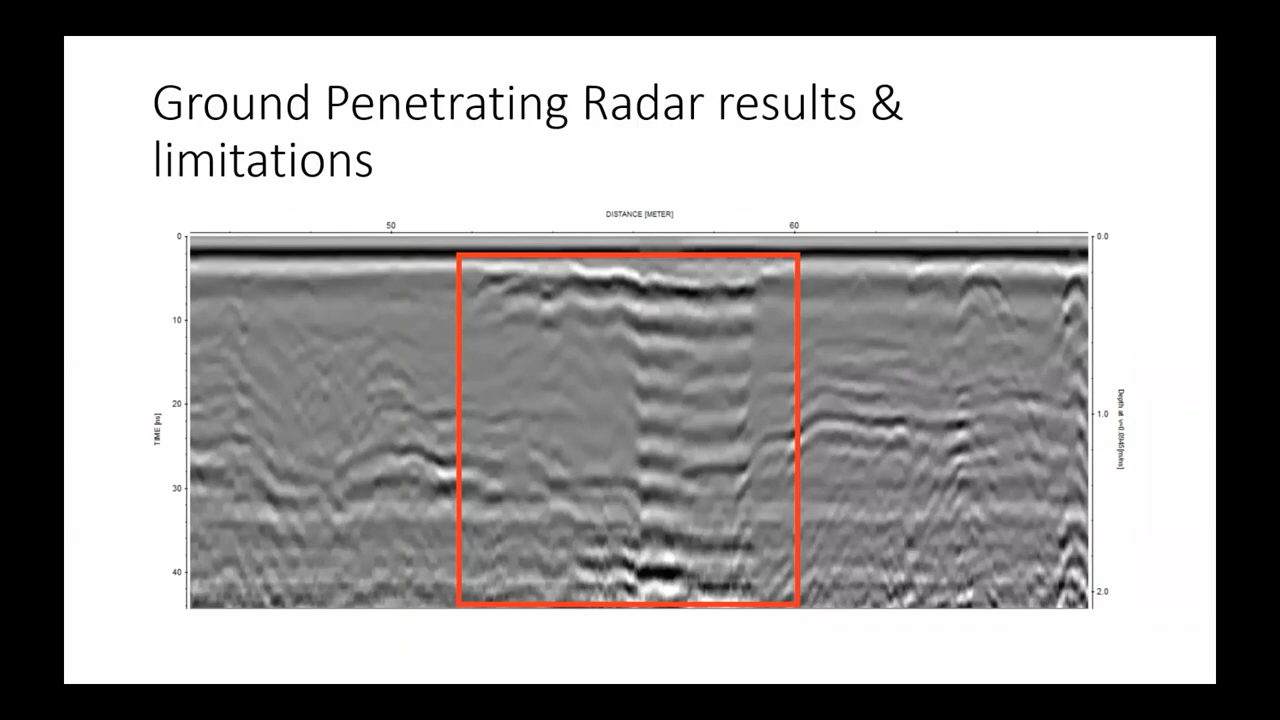 Ground Penetrating Radar results &
limitations
DISTANCE [METER]
50
60
0
10
20
30
40
TIME [ns]
0.0
1.0
2.0